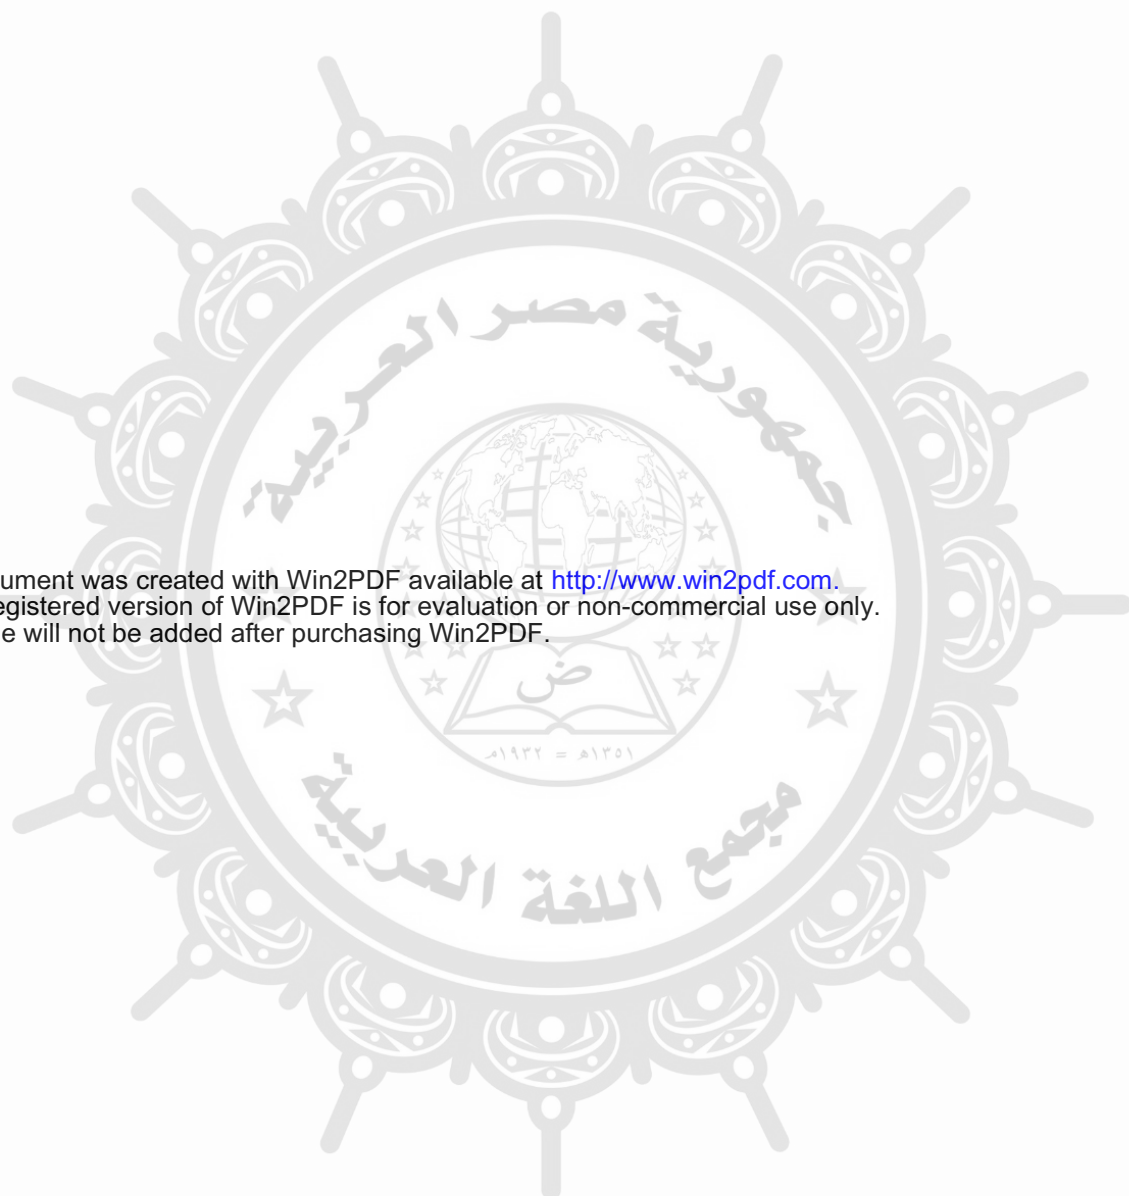 جمهورية مصر العربية
ument was created with Win2PDF available at http://www.win2pdf.com.
egistered version of Win2PDF is for evaluation or non-commercial use only.
e will not be added after purchasing Win2PDF.
ض
١٣٥١هـ = ١٩٣٢م
مجمع اللغة العربية